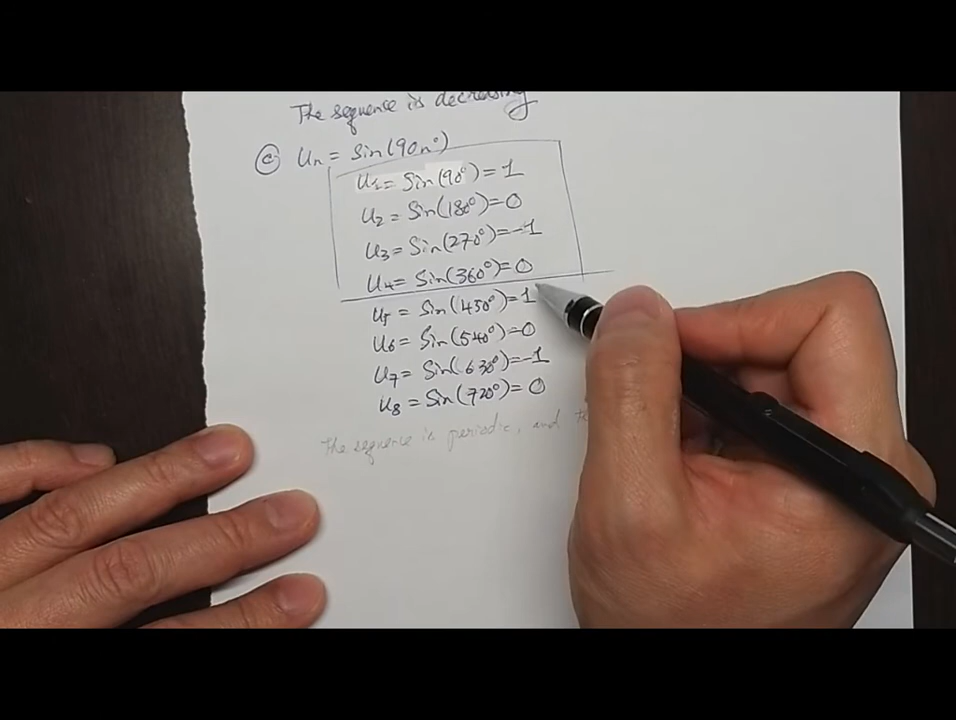 The sequence is decreasing
ⓒ Un = Sin(90n°)
U1 = Sin(90°) = 1
U2 = Sin(180°) = 0
U3 = Sin(270°) = -1
U4 = Sin(360°) = 0
U5 = Sin(450°) = 1
U6 = Sin(540°) = 0
U7 = Sin(630°) = -1
U8 = Sin(720°) = 0
The sequence is periodic, and